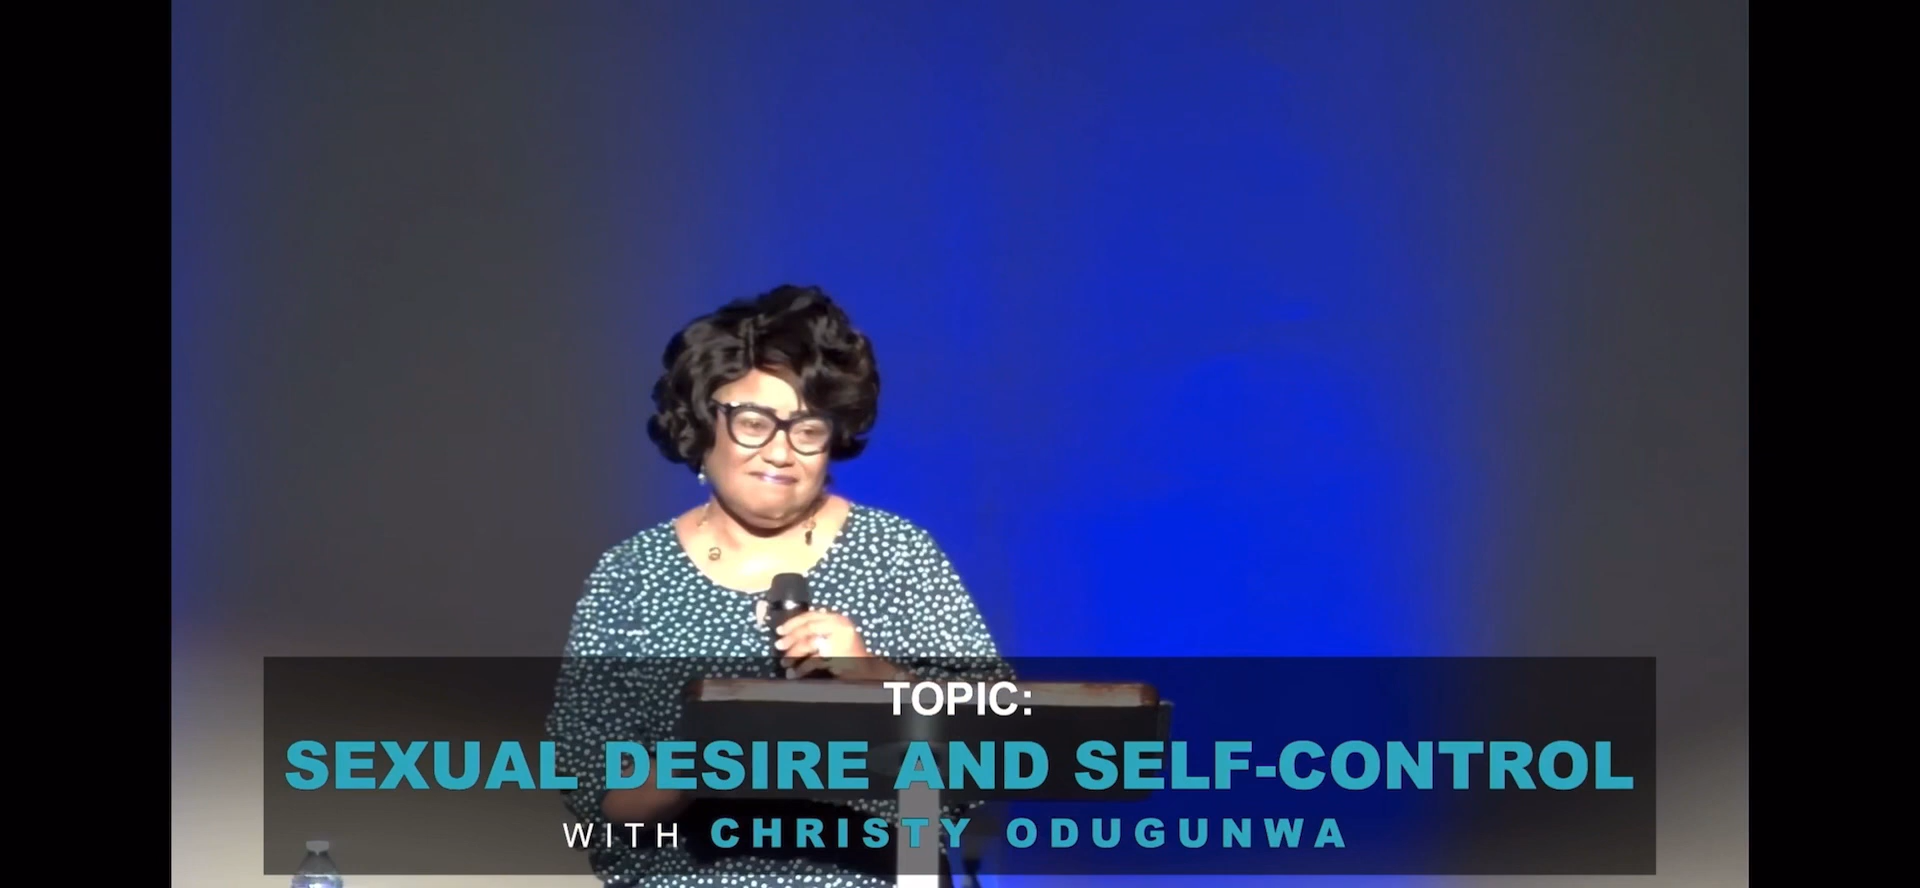 TOPIC:
SEXUAL DESIRE AND SELF-CONTROL
WITH CHRISTY ODUGUNWA